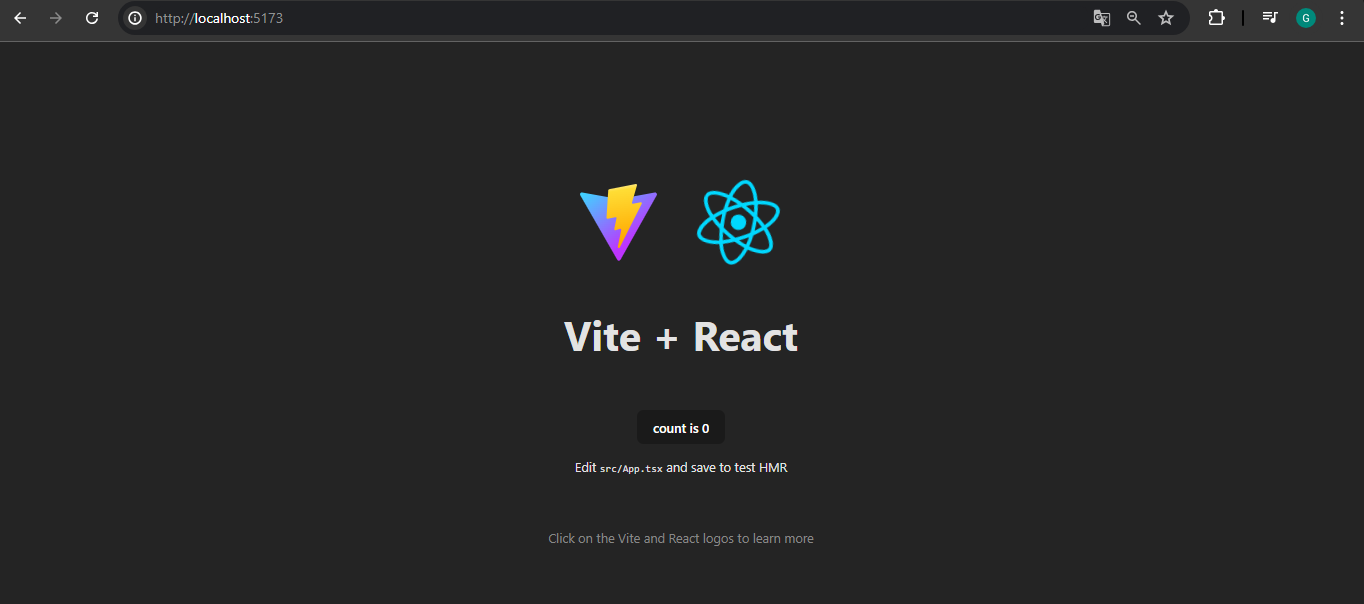 http://localhost:5173
G
Vite + React
count is 0
Edit src/App.tsx and save to test HMR
Click on the Vite and React logos to learn more